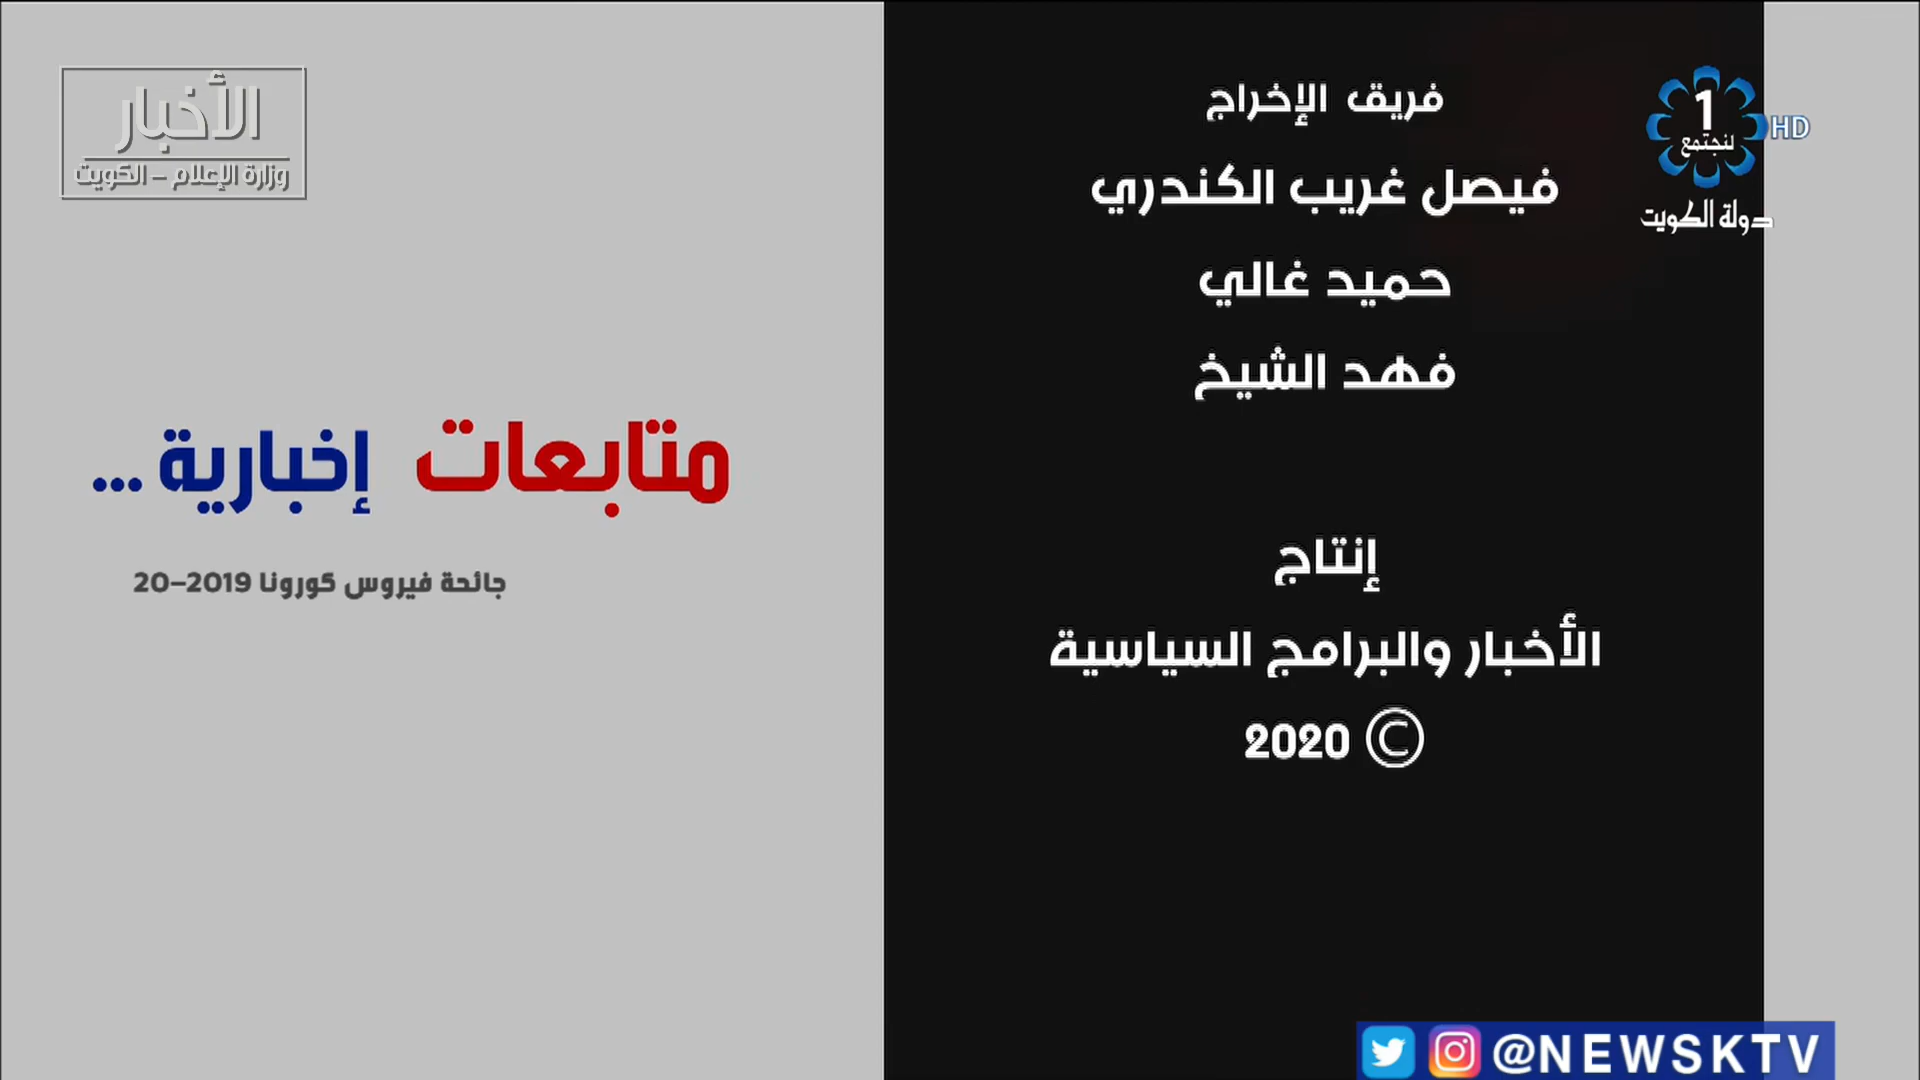 الأخبار
وزارة الإعلام - الكويت
متابعات إخبارية ...
جائحة فيروس كورونا 2019-20
فريق الإخراج
فيصل غريب الكندري
حميد غالي
فهد الشيخ
إنتاج
الأخبار والبرامج السياسية
2020 ©
1
لنجتمع
HD
دولة الكويت
@NEWSKTV